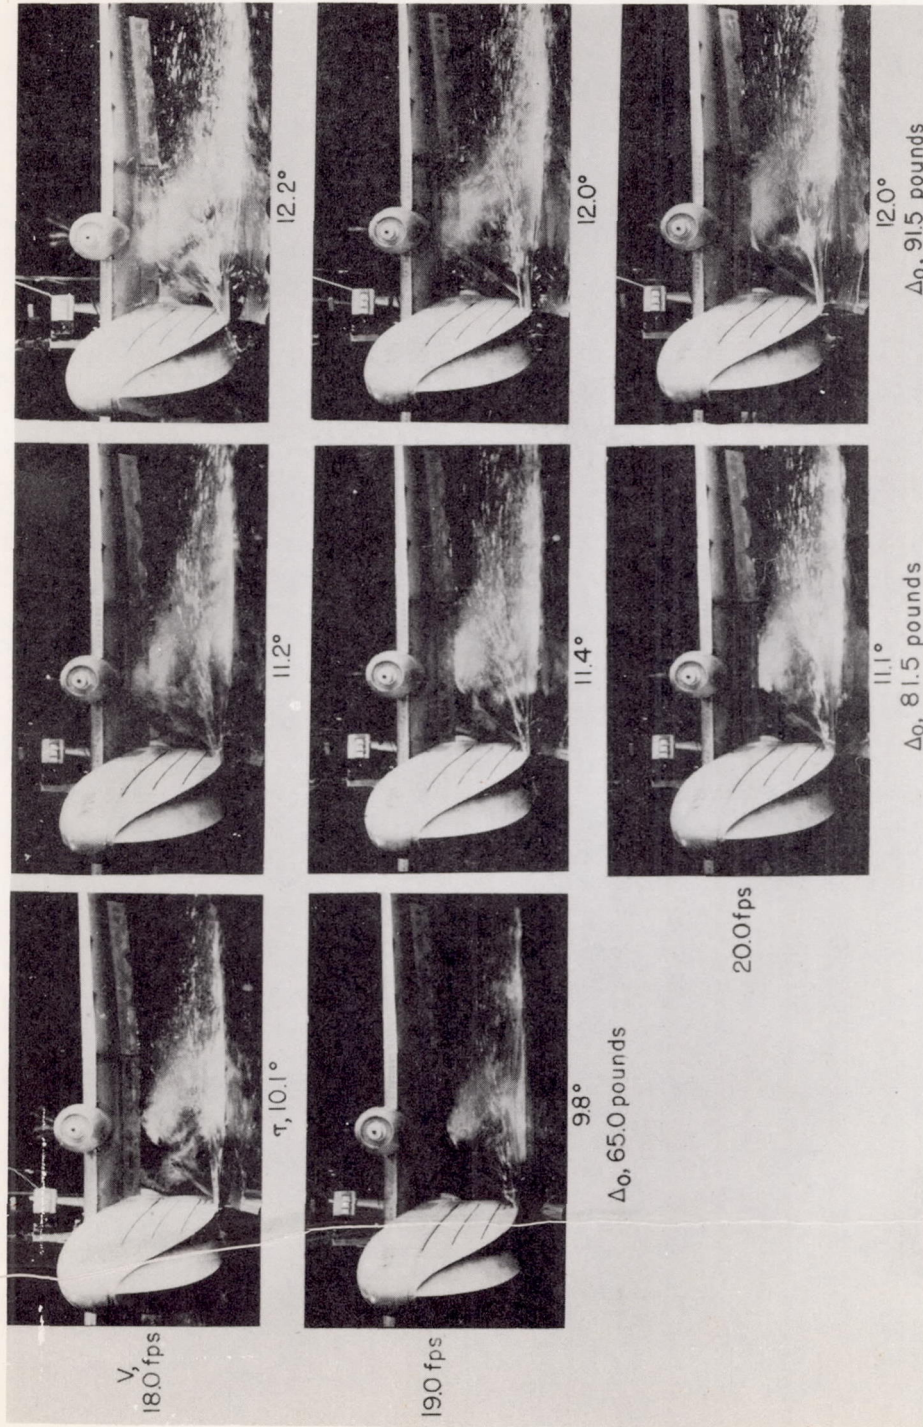 V,
18.0 fps
τ, 10.1°
11.2°
12.2°
19.0 fps
9.8°
11.4°
12.0°
Δo, 65.0 pounds
20.0 fps
11.1°
12.0°
Δo, 81.5 pounds
Δo, 91.5 pounds